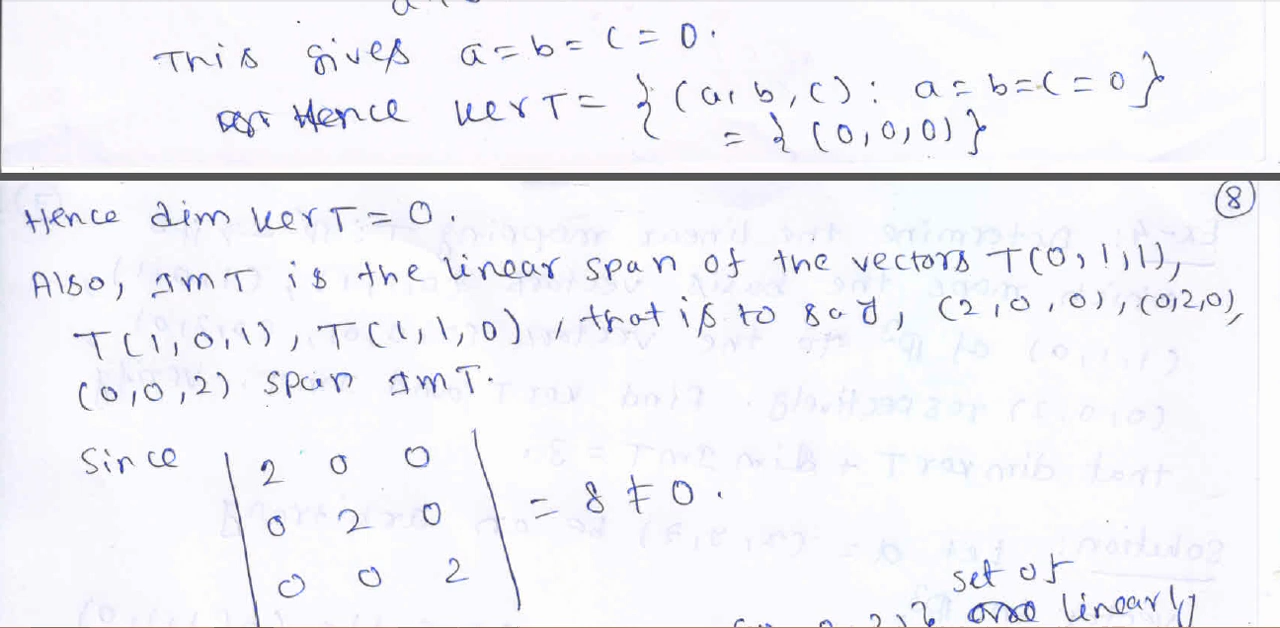 This gives a = b = c = 0.
Hence ker T = { (a, b, c) : a = b = c = 0 }
= { (0, 0, 0) }
8
Hence dim ker T = 0.
Also, Im T is the linear span of the vectors T(0, 1, 1),
T(1, 0, 1), T(1, 1, 0), that is to say, (2, 0, 0), (0, 2, 0),
(0, 0, 2) span Im T.
Since | 2 0 0 |
| 0 2 0 | = 8 ≠ 0.
| 0 0 2 |
set of
linearly